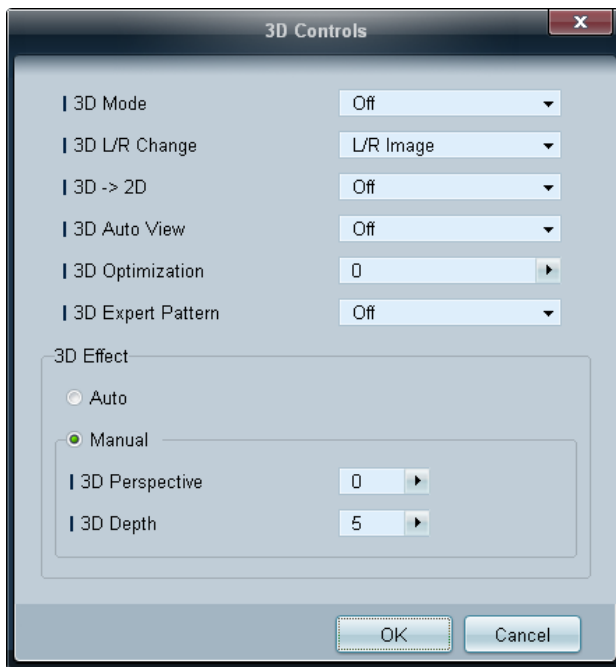 3D Controls
x
3D Mode Off
3D L/R Change L/R Image
3D -> 2D Off
3D Auto View Off
3D Optimization 0
3D Expert Pattern Off
3D Effect
Auto
Manual
3D Perspective 0
3D Depth 5
OK Cancel